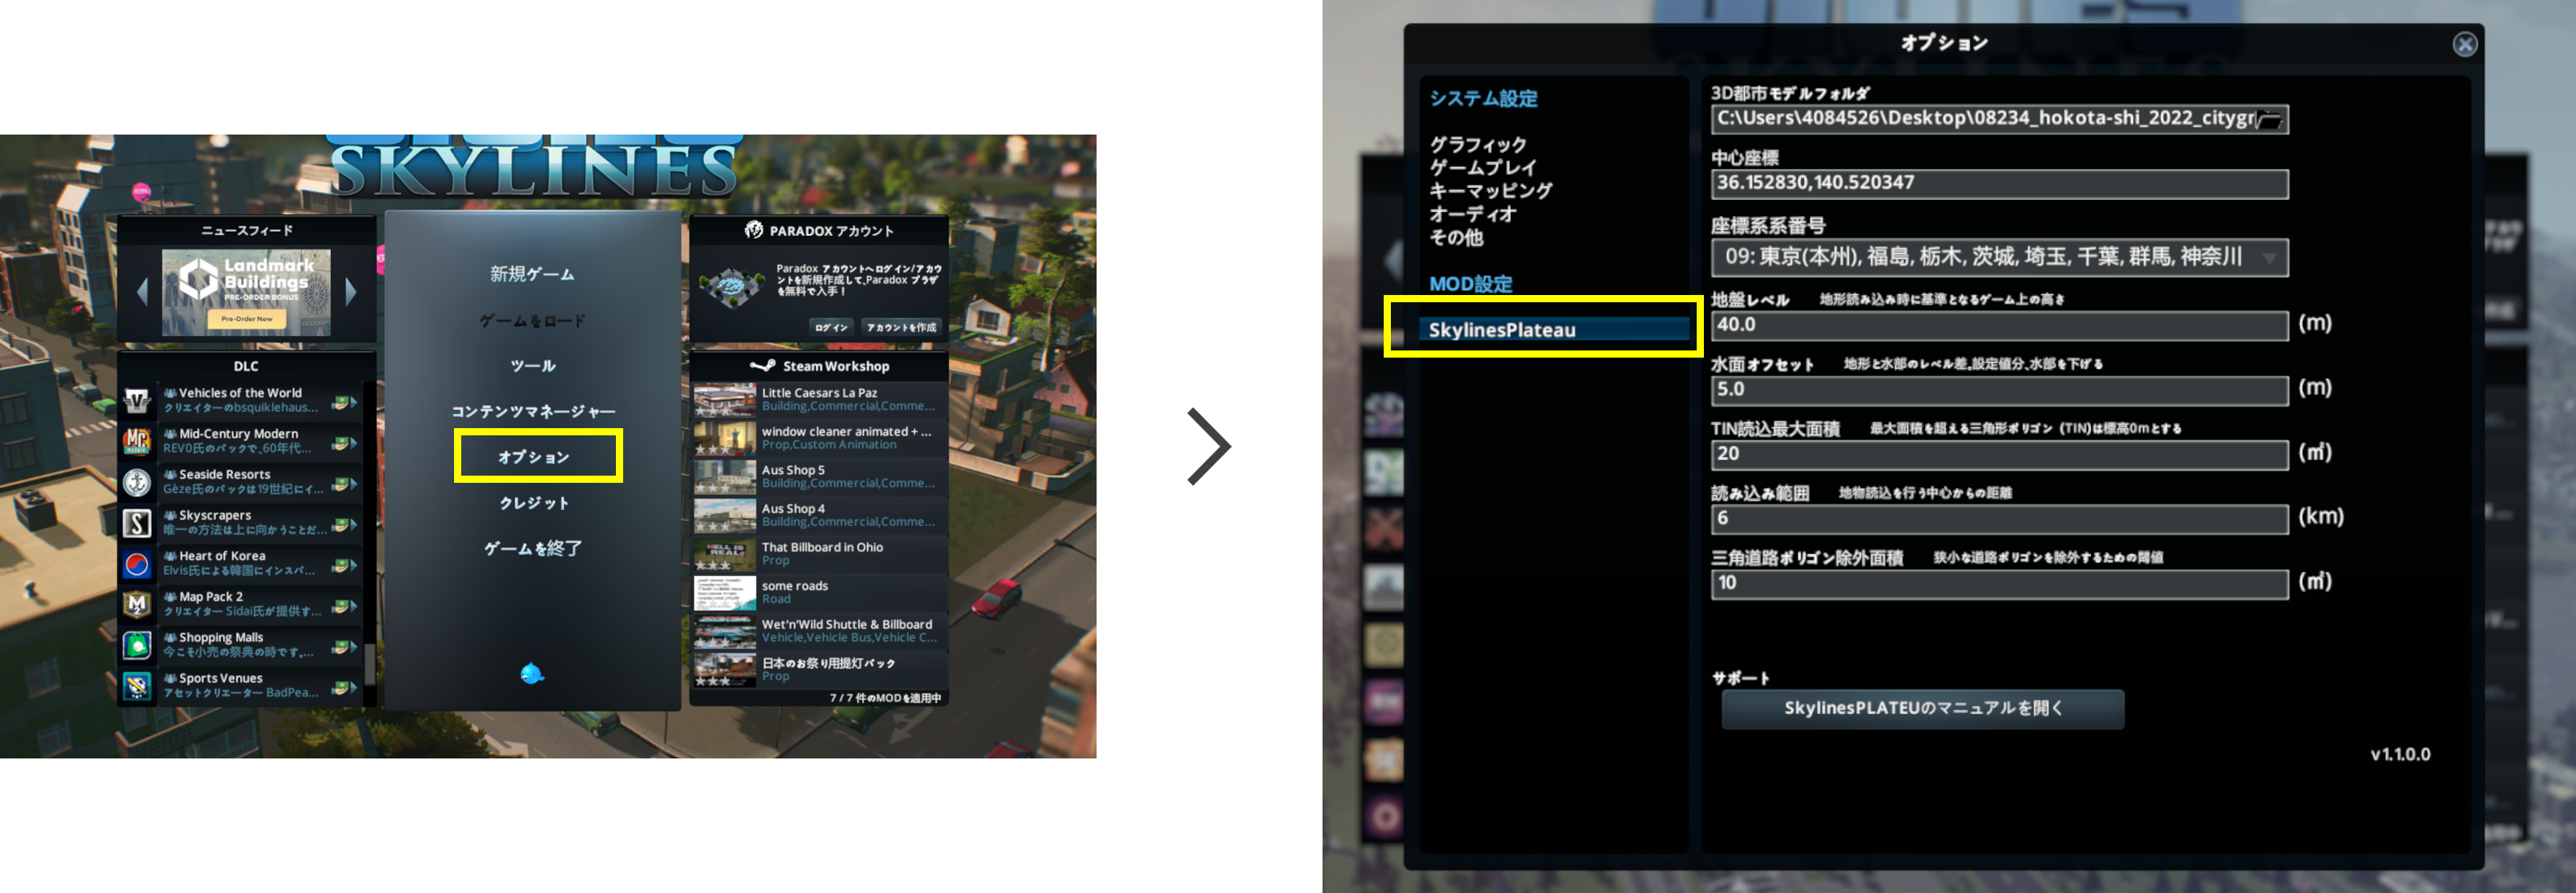 SKYLINES
ニュースフィード
Landmark
Buildings
PRE-ORDER BONUS
Pre-Order Now
DLC
Vehicles of the World
クリエイターのbsquiklehaus...
Mid-Century Modern
REV0氏のパックで、60年代...
Seaside Resorts
Gèze氏のパックは19世紀にイ...
Skyscrapers
唯一の方法は上に向かうことだ...
Heart of Korea
Elvis氏による韓国にインスパ...
Map Pack 2
クリエイター Sidai氏が提供す...
Shopping Malls
今こそ小売の祭典の時です。...
Sports Venues
アセットクリエーター BadPea...
新規ゲーム
ゲームをロード
ツール
コンテンツマネージャー
オプション
クレジット
ゲームを終了
PARADOX アカウント
Paradox アカウントへログイン/アカウ
ントを新規作成して、Paradox プラザ
を無料で入手!
ログイン
アカウントを作成
Steam Workshop
Little Caesars La Paz
Building,Commercial,Comme...
window cleaner animated + ...
Prop,Custom Animation
Aus Shop 5
Building,Commercial,Comme...
Aus Shop 4
Building,Commercial,Comme...
That Billboard in Ohio
Prop
some roads
Road
Wet'n'Wild Shuttle & Billboard
Vehicle,Vehicle Bus,Vehicle C...
日本のお祭り用提灯パック
Prop
7 / 7 件のMODを適用中
オプション
システム設定
グラフィック
ゲームプレイ
キーマッピング
オーディオ
その他
MOD設定
SkylinesPlateau
3D都市モデルフォルダ
C:\Users\4084526\Desktop\08234_hokota-shi_2022_citygr
中心座標
36.152830,140.520347
座標系系番号
09: 東京(本州), 福島, 栃木, 茨城, 埼玉, 千葉, 群馬, 神奈川
地盤レベル 地形読み込み時に基準となるゲーム上の高さ
40.0 (m)
水面オフセット 地形と水部のレベル差。設定値分、水部を下げる
5.0 (m)
TIN読込最大面積 最大面積を超える三角形ポリゴン (TIN)は標高0mとする
20 (㎡)
読み込み範囲 地物読込を行う中心からの距離
6 (km)
三角道路ポリゴン除外面積 狭小な道路ポリゴンを除外するための閾値
10 (㎡)
サポート
SkylinesPLATEUのマニュアルを開く
v1.1.0.0